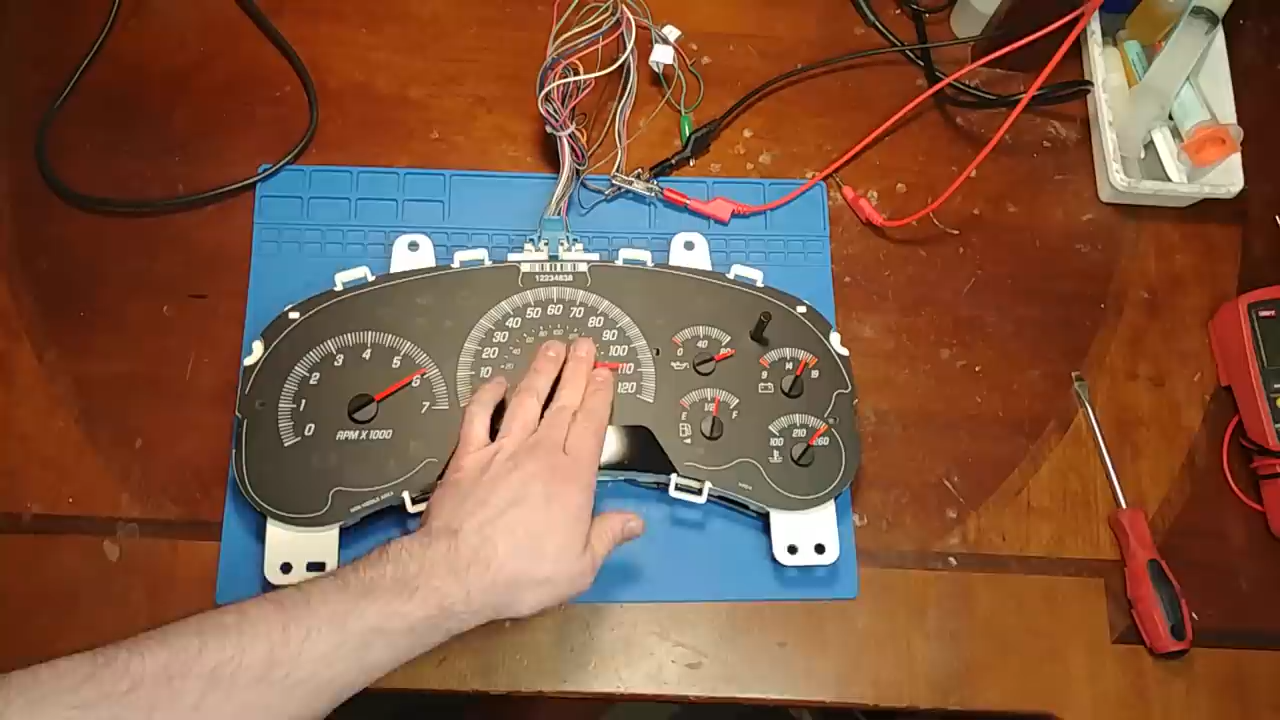 12234838
0 1 2 3 4 5 6 7
RPM X 1000
10 20 30 40 50 60 70 80 90 100 110 120
0 40 80
9 14 19
E 1/2 F
100 210 260